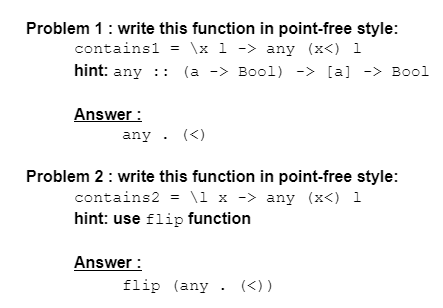 Problem 1 : write this function in point-free style:
contains1 = \x l -> any (x<) l
hint: any :: (a -> Bool) -> [a] -> Bool
Answer :
any . (<)
Problem 2 : write this function in point-free style:
contains2 = \l x -> any (x<) l
hint: use flip function
Answer :
flip (any . (<))